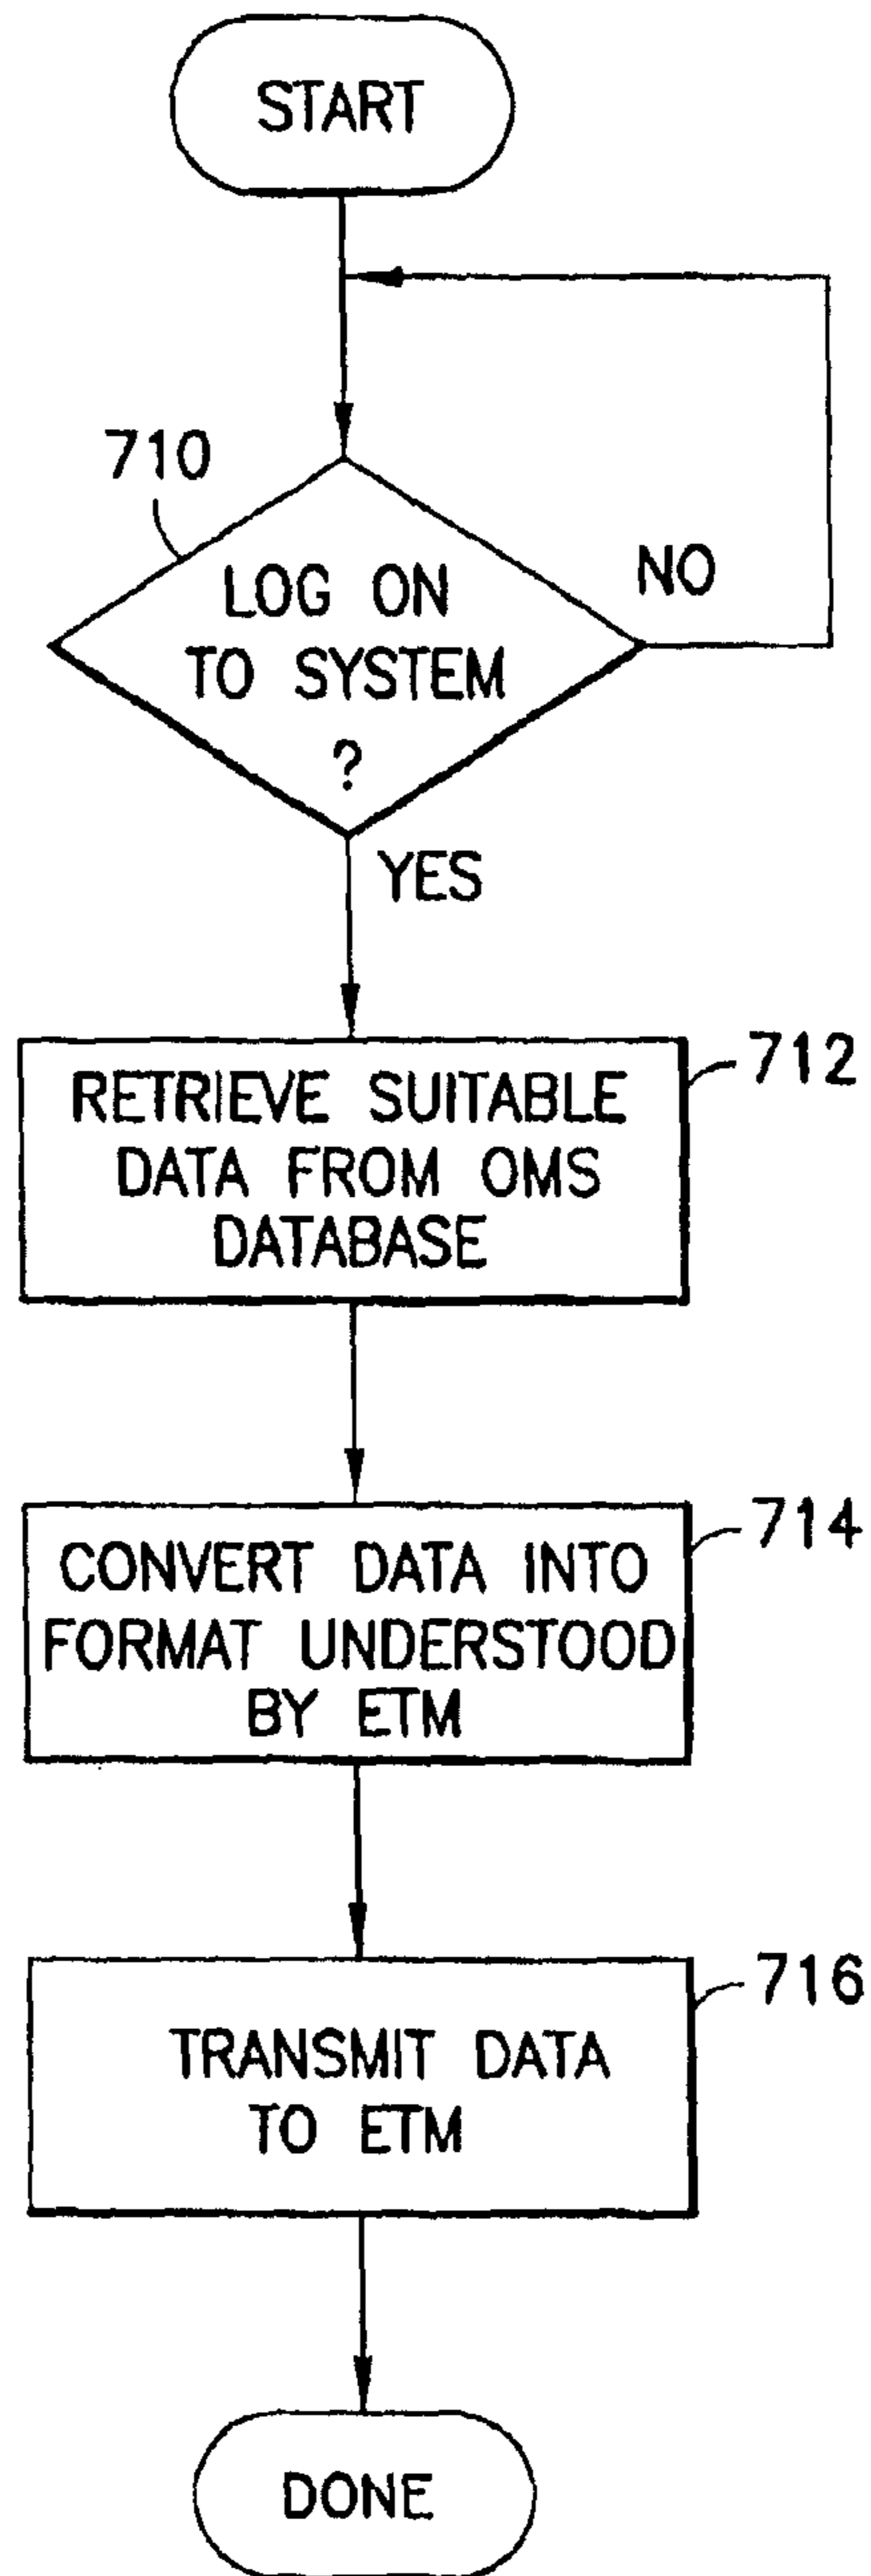 START
710
LOG ON
TO SYSTEM
?
NO
YES
712
RETRIEVE SUITABLE
DATA FROM OMS
DATABASE
714
CONVERT DATA INTO
FORMAT UNDERSTOOD
BY ETM
716
TRANSMIT DATA
TO ETM
DONE